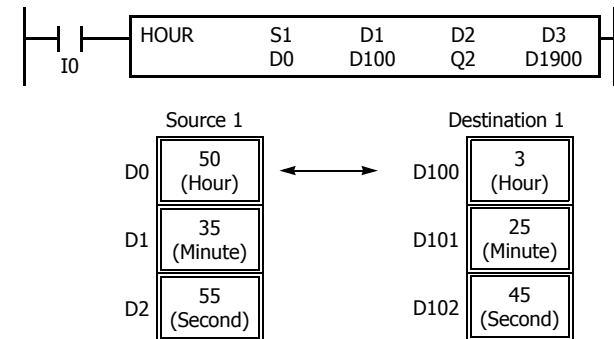 HOUR S1 D1 D2 D3
D0 D100 Q2 D1900
I0
Source 1 Destination 1
D0 50 (Hour) D100 3 (Hour)
D1 35 (Minute) D101 25 (Minute)
D2 55 (Second) D102 45 (Second)